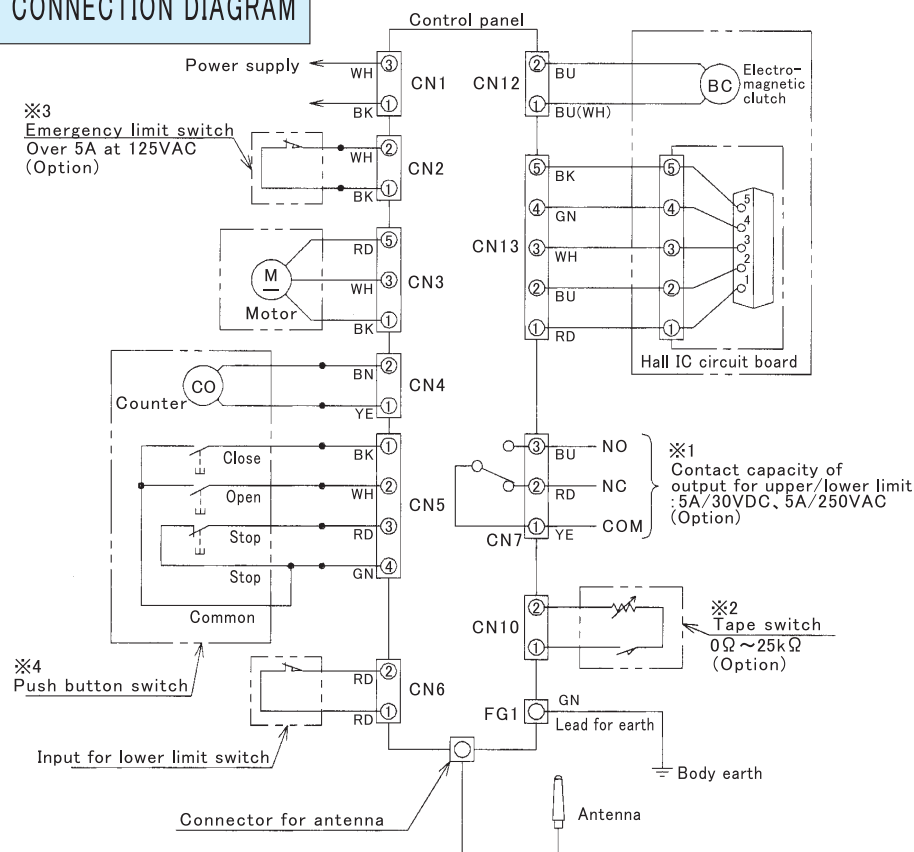 CONNECTION DIAGRAM
Control panel
Power supply
WH
③
CN1
BK
①
※3
Emergency limit switch
Over 5A at 125VAC
(Option)
WH
②
CN2
BK
①
RD
⑤
M
WH
③
CN3
Motor
BK
①
BN
②
CN4
CO
Counter
YE
①
Close
BK
①
Open
WH
②
CN5
Stop
RD
③
Stop
GN
④
Common
※4
Push button switch
RD
②
CN6
RD
①
Input for lower limit switch
Connector for antenna
CN12
②
BU
BC
Electro-
magnetic
clutch
①
BU(WH)
⑤
BK
⑤
5
④
GN
④
4
CN13
③
WH
③
3
②
BU
②
2
①
RD
①
1
Hall IC circuit board
③
BU
NO
②
RD
NC
①
YE
COM
CN7
※1
Contact capacity of
output for upper/lower limit
:5A/30VDC、5A/250VAC
(Option)
CN10
②
①
※2
Tape switch
0Ω～25kΩ
(Option)
FG1
GN
Lead for earth
Body earth
Antenna